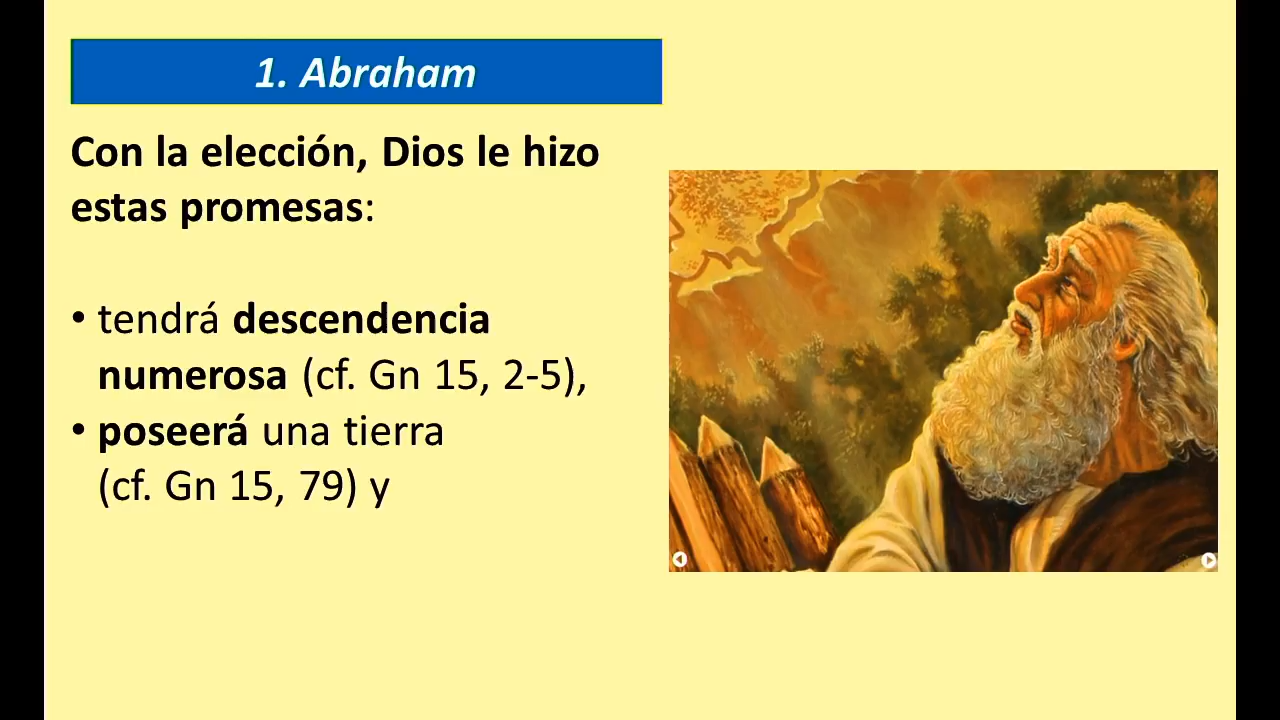 1. Abraham
Con la elección, Dios le hizo
estas promesas:
• tendrá descendencia
numerosa (cf. Gn 15, 2-5),
• poseerá una tierra
(cf. Gn 15, 79) y